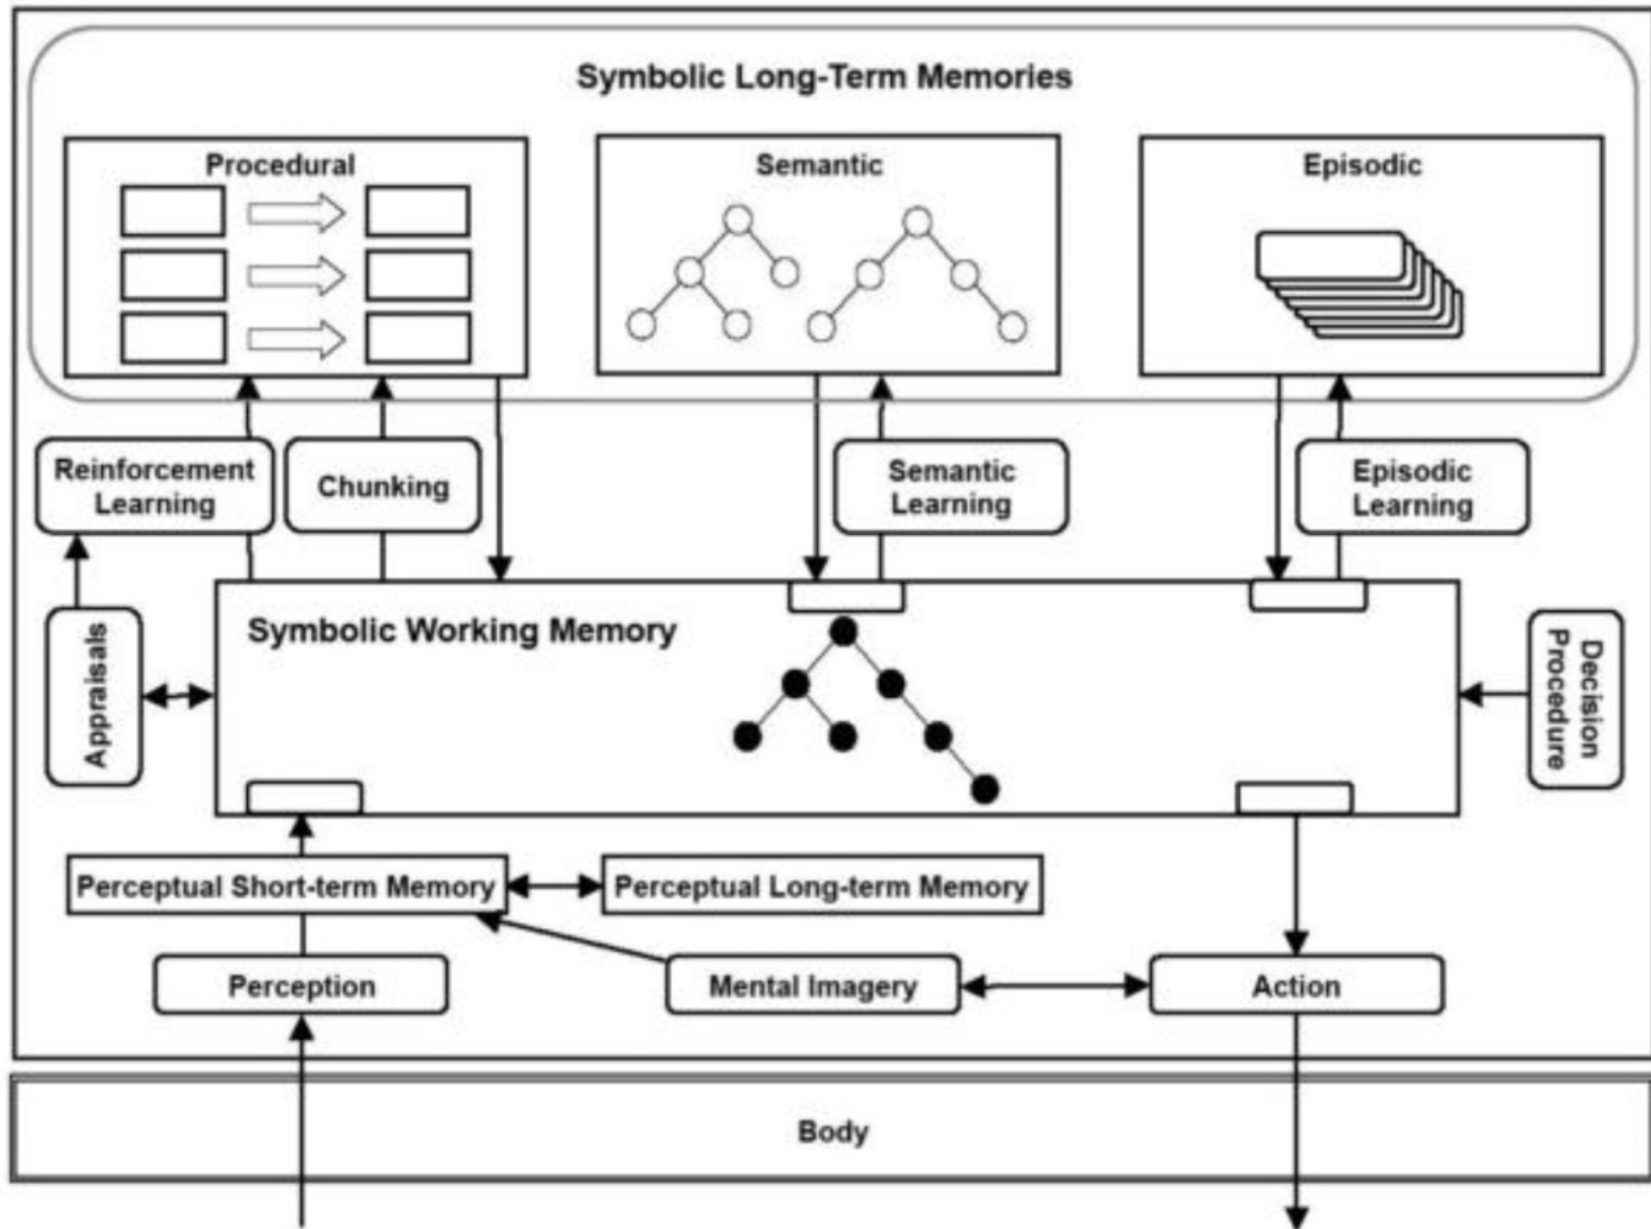 Symbolic Long-Term Memories
Procedural
Semantic
Episodic
Reinforcement
Learning
Chunking
Semantic
Learning
Episodic
Learning
Symbolic Working Memory
Appraisals
Decision
Procedure
Perceptual Short-term Memory
Perceptual Long-term Memory
Perception
Mental Imagery
Action
Body